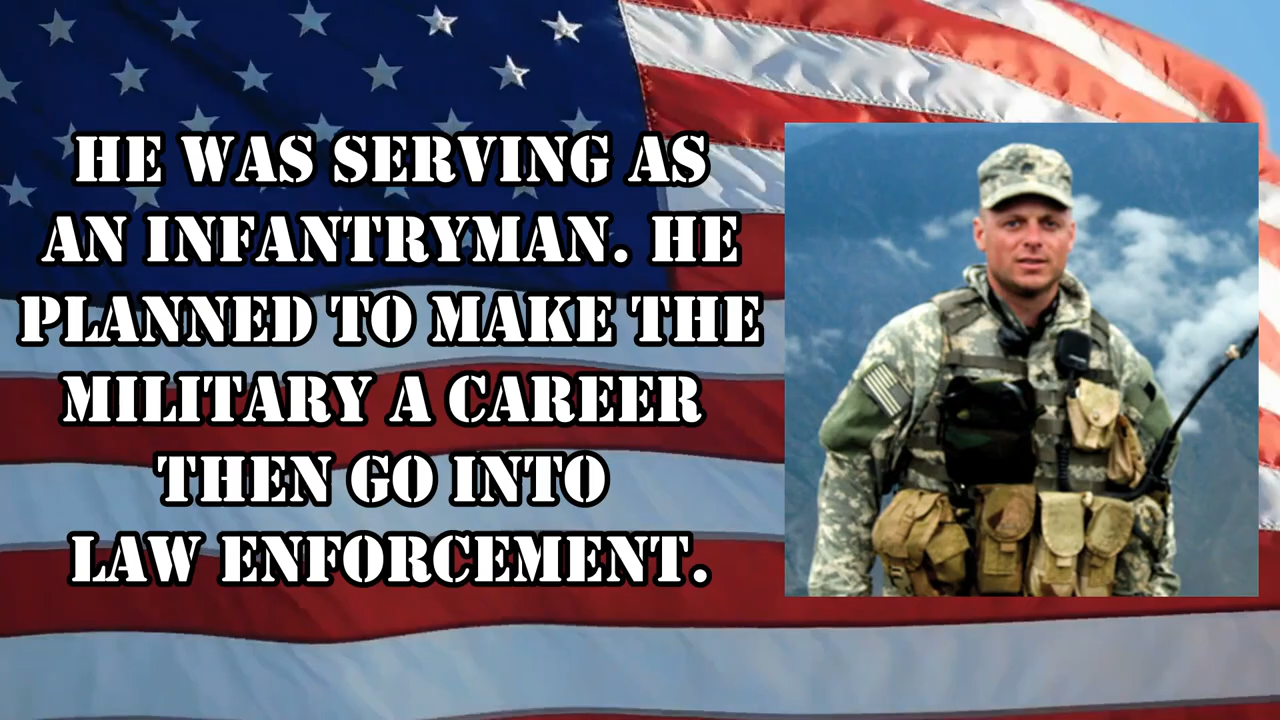 HE WAS SERVING AS
AN INFANTRYMAN. HE
PLANNED TO MAKE THE
MILITARY A CAREER
THEN GO INTO
LAW ENFORCEMENT.